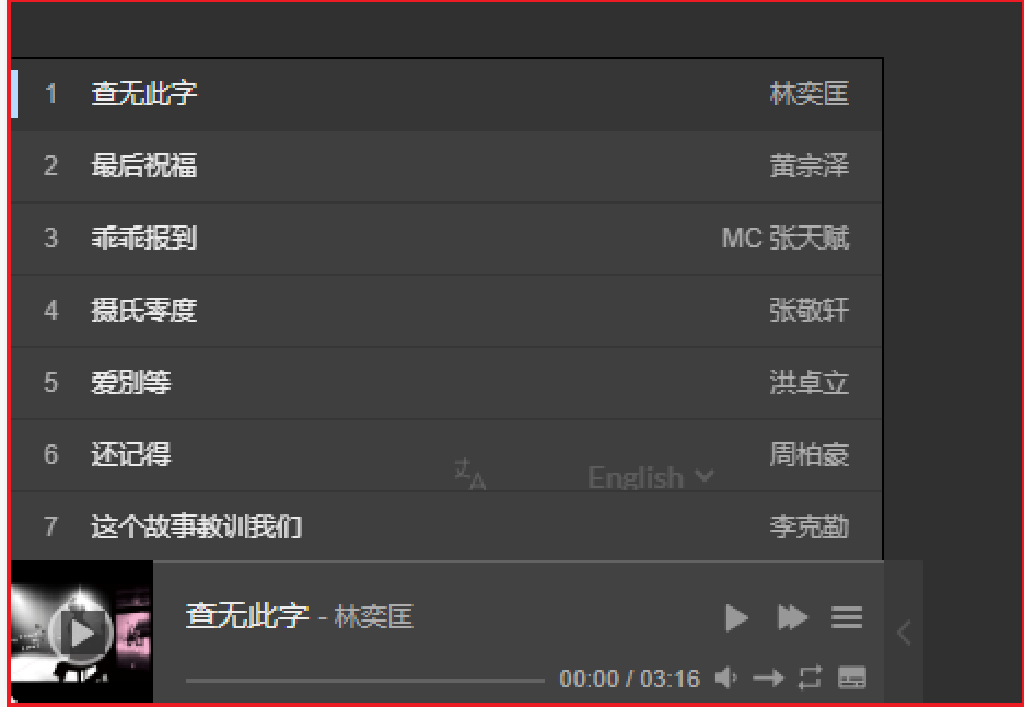 1 查无此字 林奕匡
2 最后祝福 黄宗泽
3 乖乖报到 MC 张天赋
4 摄氏零度 张敬轩
5 爱别等 洪卓立
6 还记得 周柏豪
English
7 这个故事教训我们 李克勤
查无此字 - 林奕匡
00:00 / 03:16